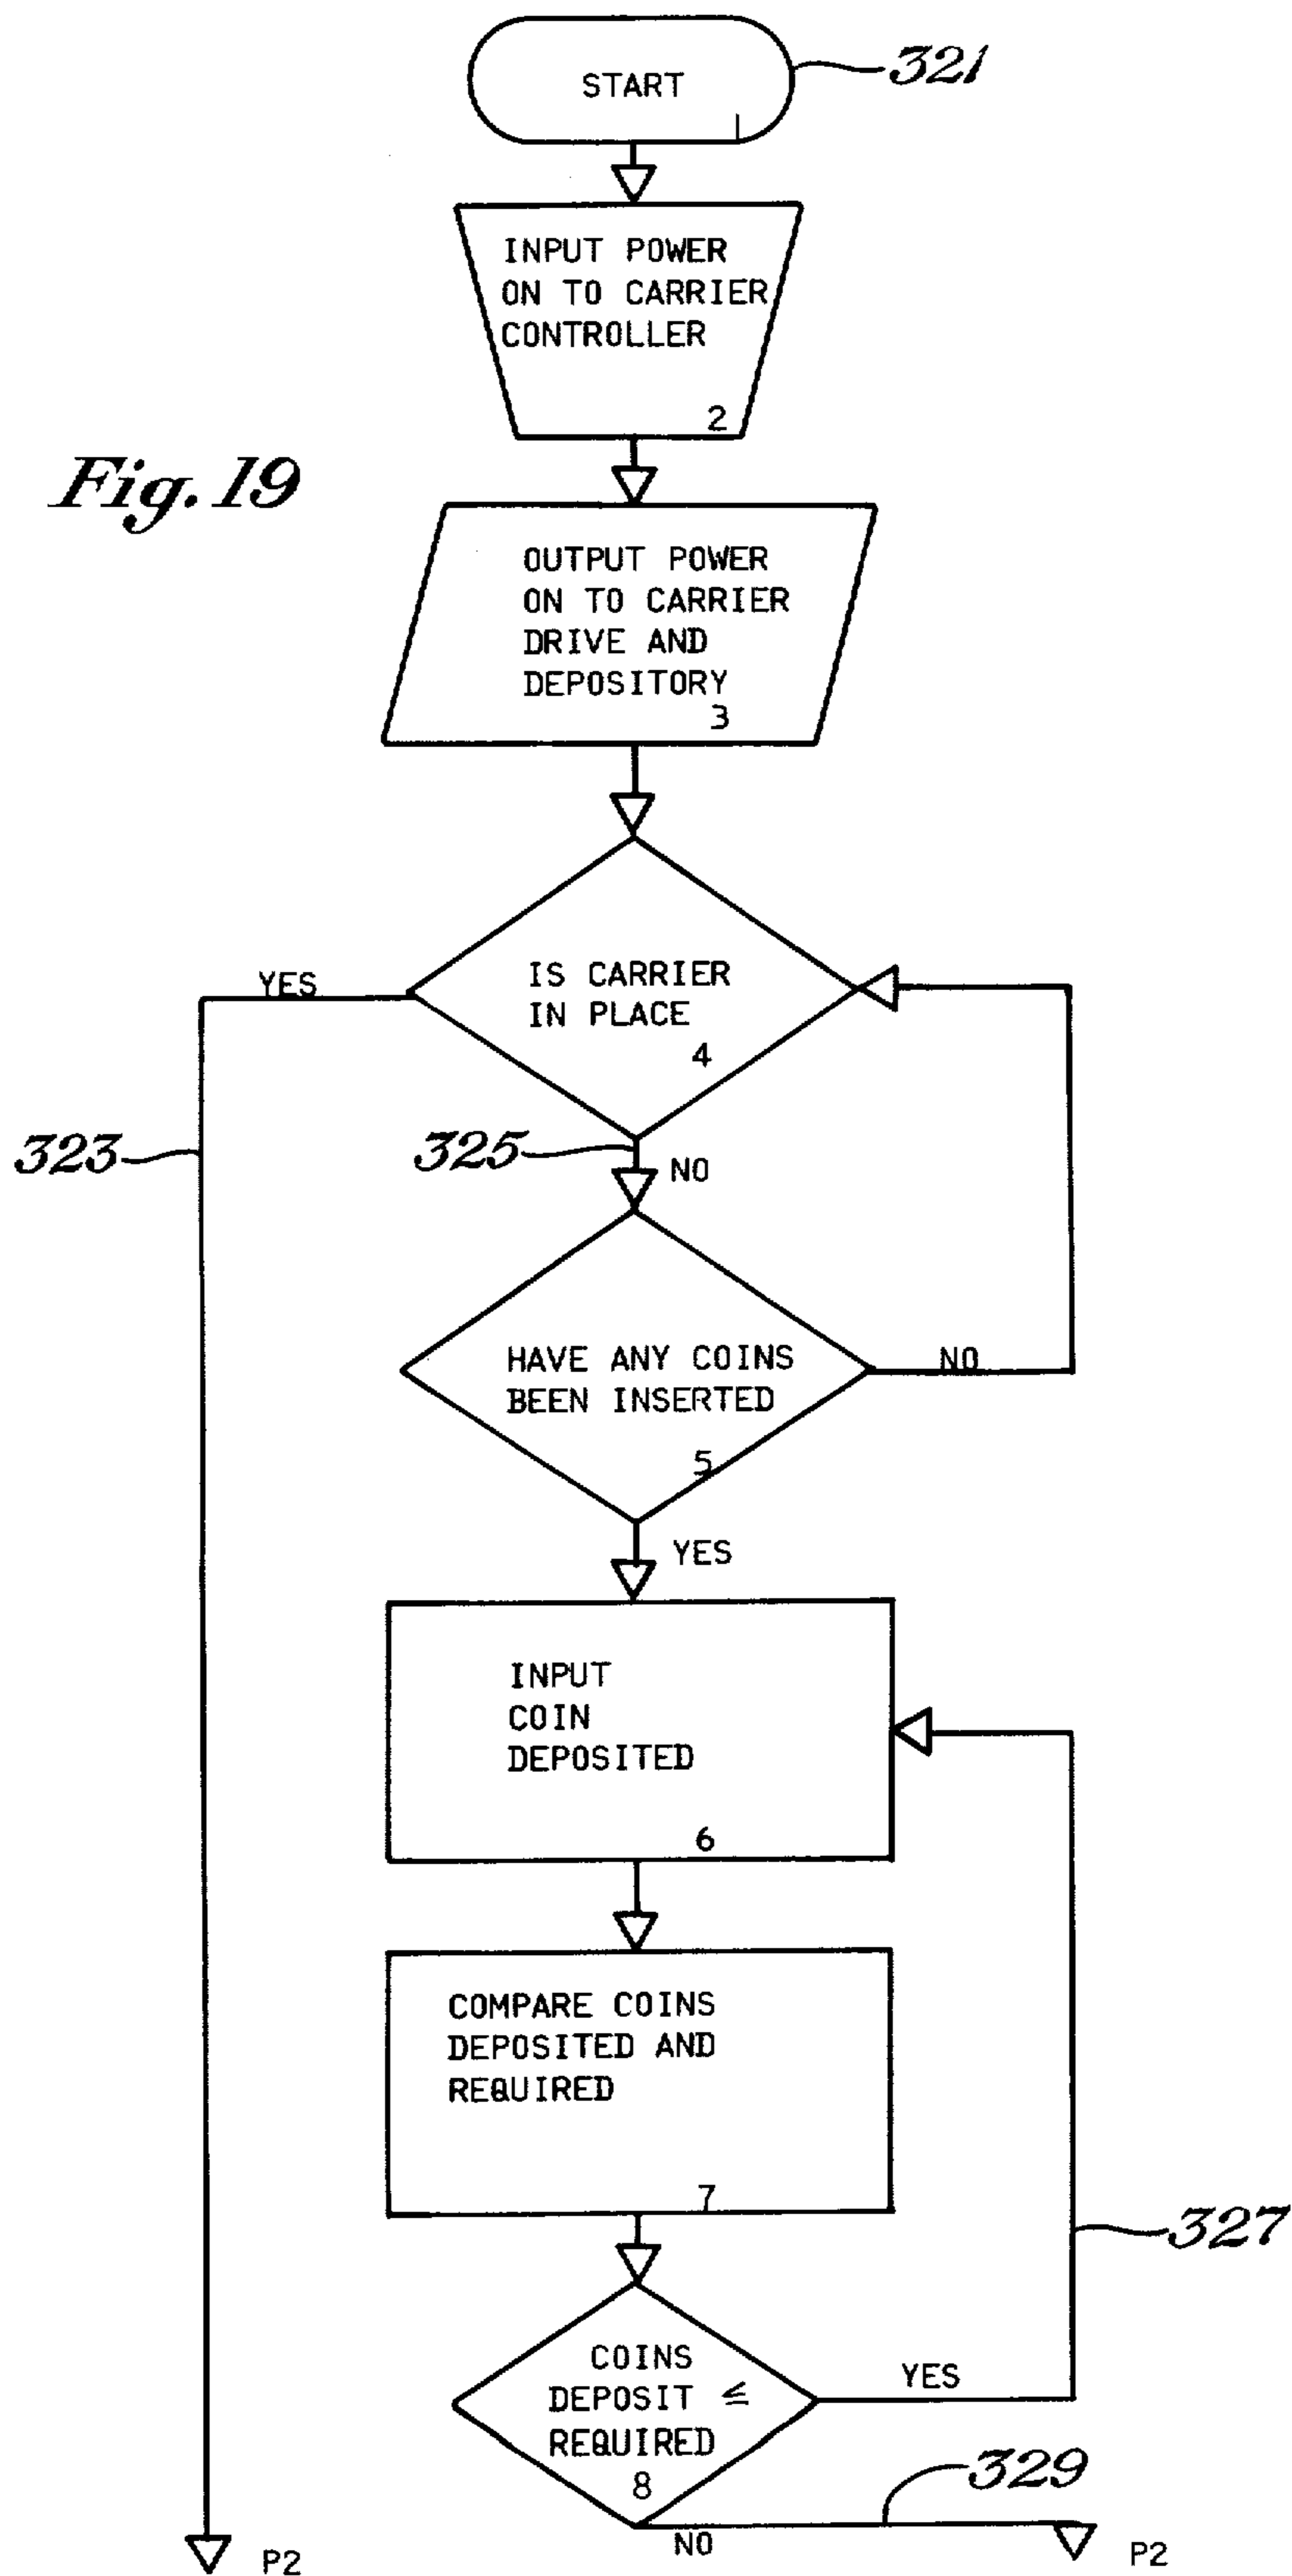 START
321
1
INPUT POWER
ON TO CARRIER
CONTROLLER
2
Fig. 19
OUTPUT POWER
ON TO CARRIER
DRIVE AND
DEPOSITORY
3
YES
IS CARRIER
IN PLACE
4
323
325
NO
HAVE ANY COINS
BEEN INSERTED
NO
5
YES
INPUT
COIN
DEPOSITED
6
COMPARE COINS
DEPOSITED AND
REQUIRED
7
327
COINS
DEPOSIT ≤
REQUIRED
YES
8
329
NO
P2
P2